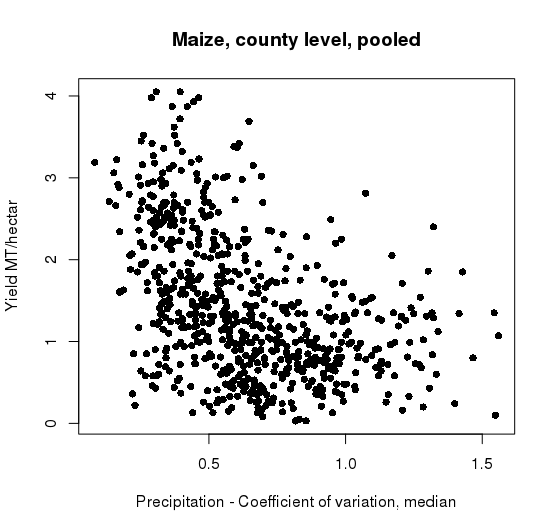 Maize, county level, pooled
Yield MT/hectar
4
3
2
1
0
0.5 1.0 1.5
Precipitation - Coefficient of variation, median